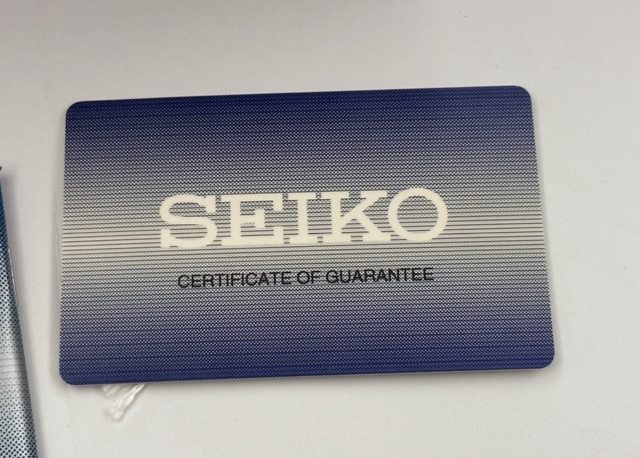 SEIKO
CERTIFICATE OF GUARANTEE